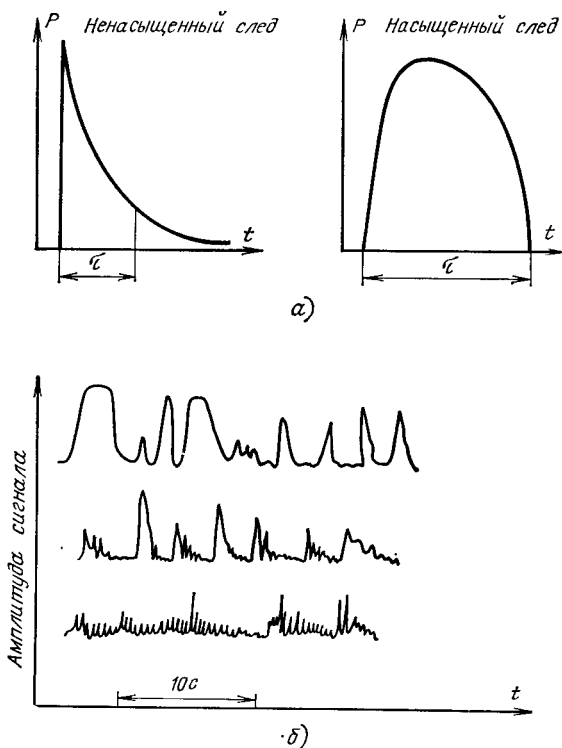 P Ненасыщенный след
P Насыщенный след
t
t
τ
τ
а)
Амплитуда сигнала
10с
t
б)